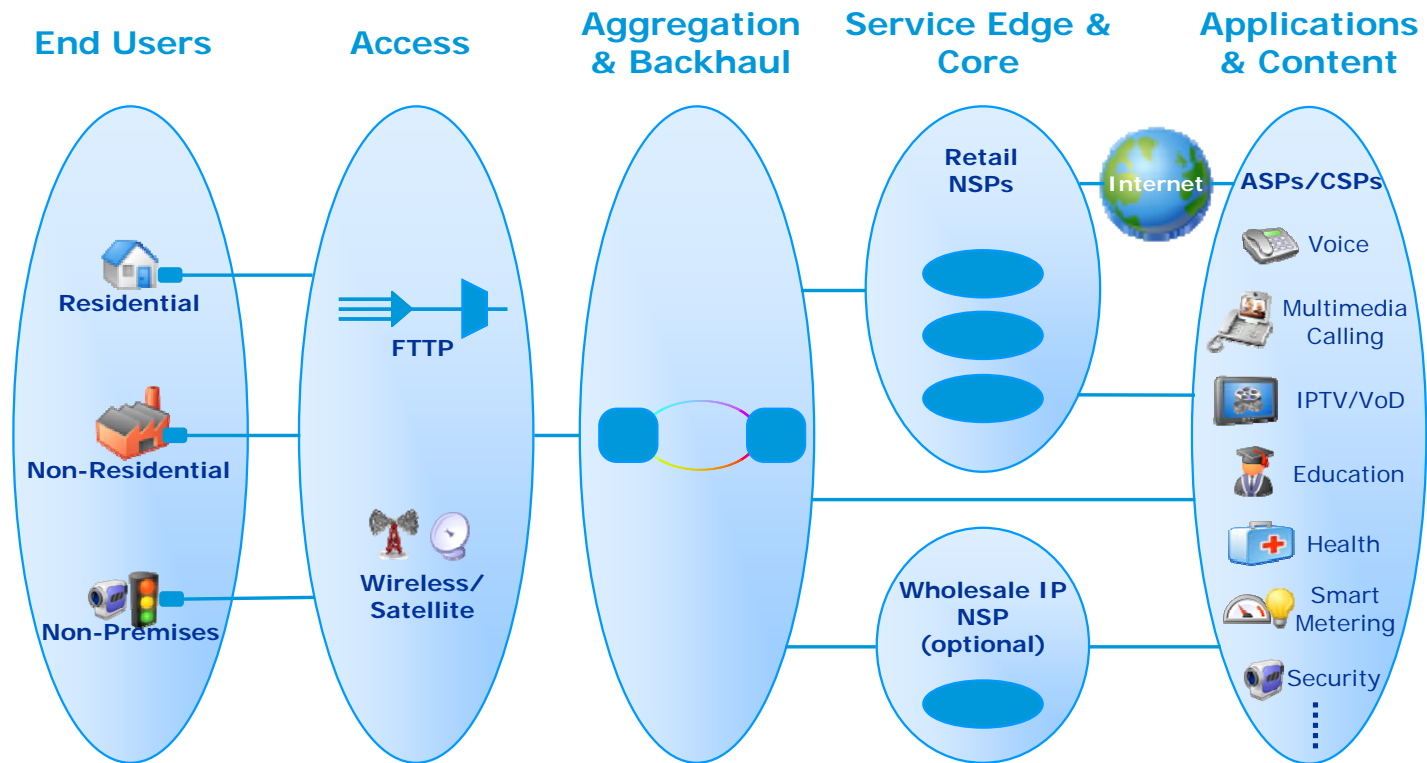 End Users
Access
Aggregation
& Backhaul
Service Edge &
Core
Applications
& Content
Residential
Non-Residential
Non-Premises
FTTP
Wireless/
Satellite
Retail
NSPs
Wholesale IP
NSP
(optional)
Internet
ASPs/CSPs
Voice
Multimedia
Calling
IPTV/VoD
Education
Health
Smart
Metering
Security